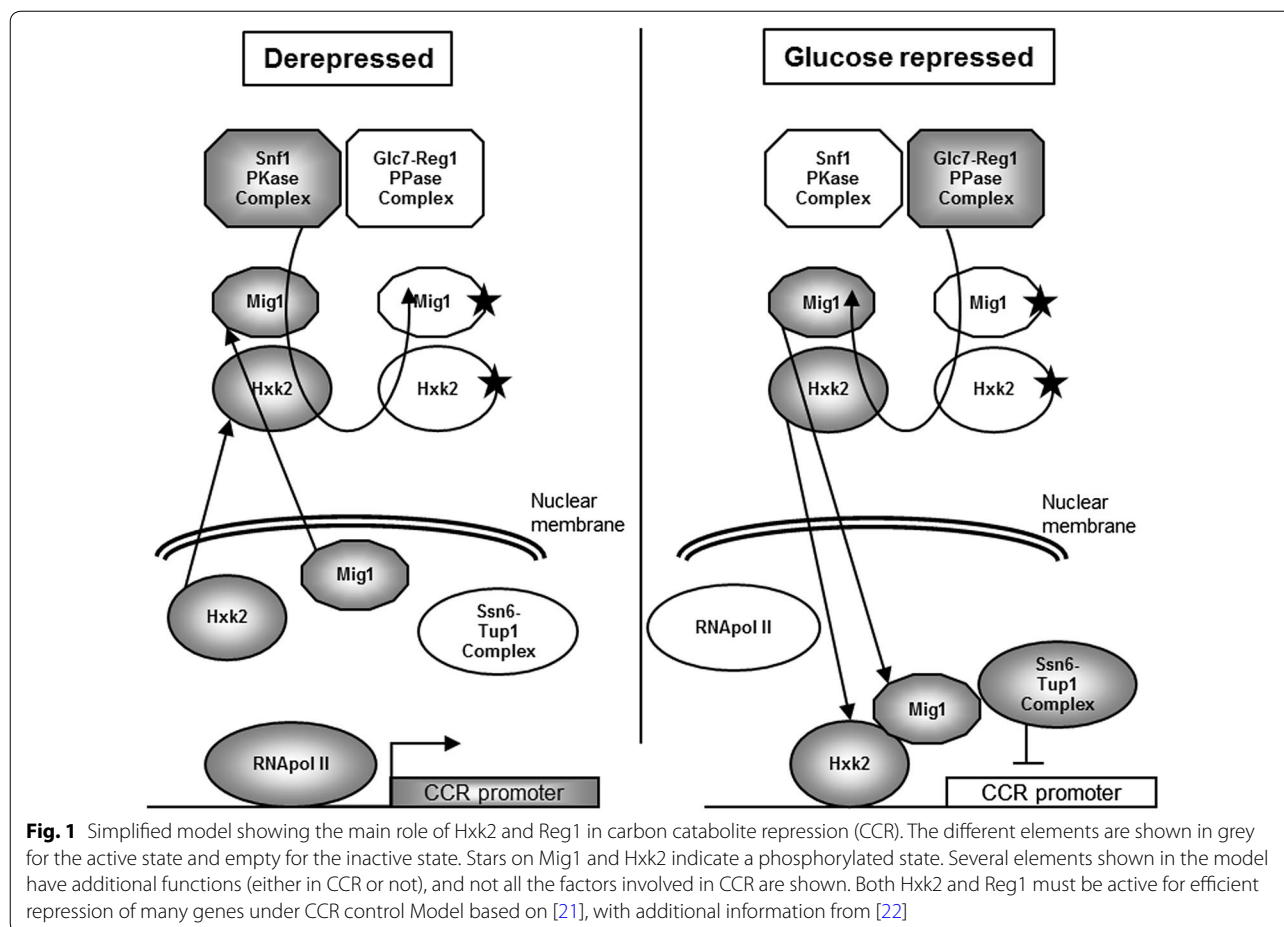 Derepressed
Snf1
PKase
Complex
Glc7-Reg1
PPase
Complex
Mig1
Mig1
Hxk2
Hxk2
Nuclear
membrane
Mig1
Hxk2
Ssn6-
Tup1
Complex
RNApol II
CCR promoter
Glucose repressed
Snf1
PKase
Complex
Glc7-Reg1
PPase
Complex
Mig1
Mig1
Hxk2
Hxk2
Nuclear
membrane
RNApol II
Ssn6-
Tup1
Complex
Mig1
Hxk2
CCR promoter
Fig. 1 Simplified model showing the main role of Hxk2 and Reg1 in carbon catabolite repression (CCR). The different elements are shown in grey
for the active state and empty for the inactive state. Stars on Mig1 and Hxk2 indicate a phosphorylated state. Several elements shown in the model
have additional functions (either in CCR or not), and not all the factors involved in CCR are shown. Both Hxk2 and Reg1 must be active for efficient
repression of many genes under CCR control Model based on [21], with additional information from [22]